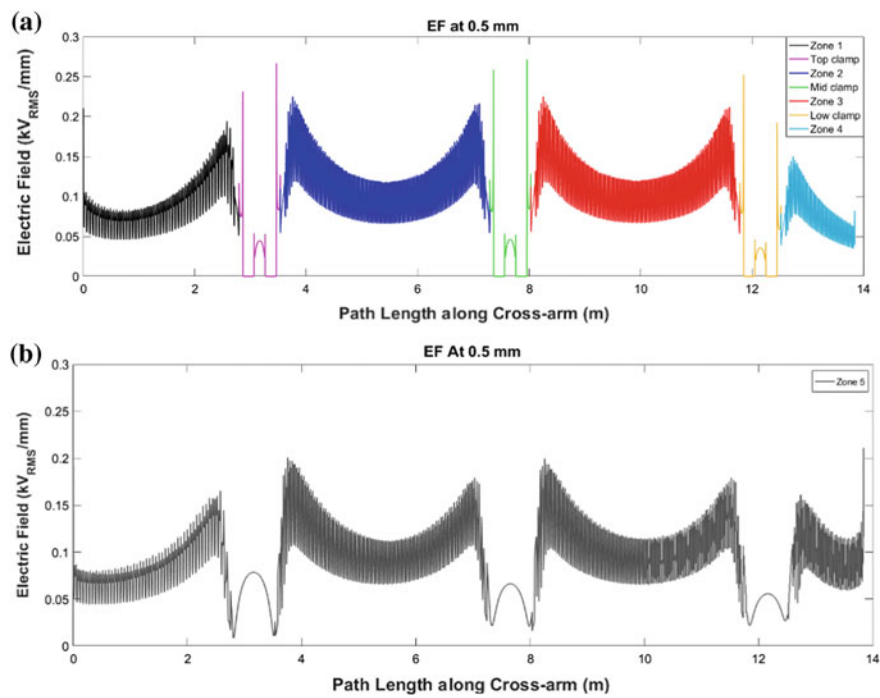 (a)
EF at 0.5 mm
Electric Field (kVRMS/mm)
0.3
0.25
0.2
0.15
0.1
0.05
0
0 2 4 6 8 10 12 14
Path Length along Cross-arm (m)
Zone 1
Top clamp
Zone 2
Mid clamp
Zone 3
Low clamp
Zone 4
(b)
EF At 0.5 mm
Electric Field (kVRMS/mm)
0.3
0.25
0.2
0.15
0.1
0.05
0
0 2 4 6 8 10 12 14
Path Length along Cross-arm (m)
Zone 5